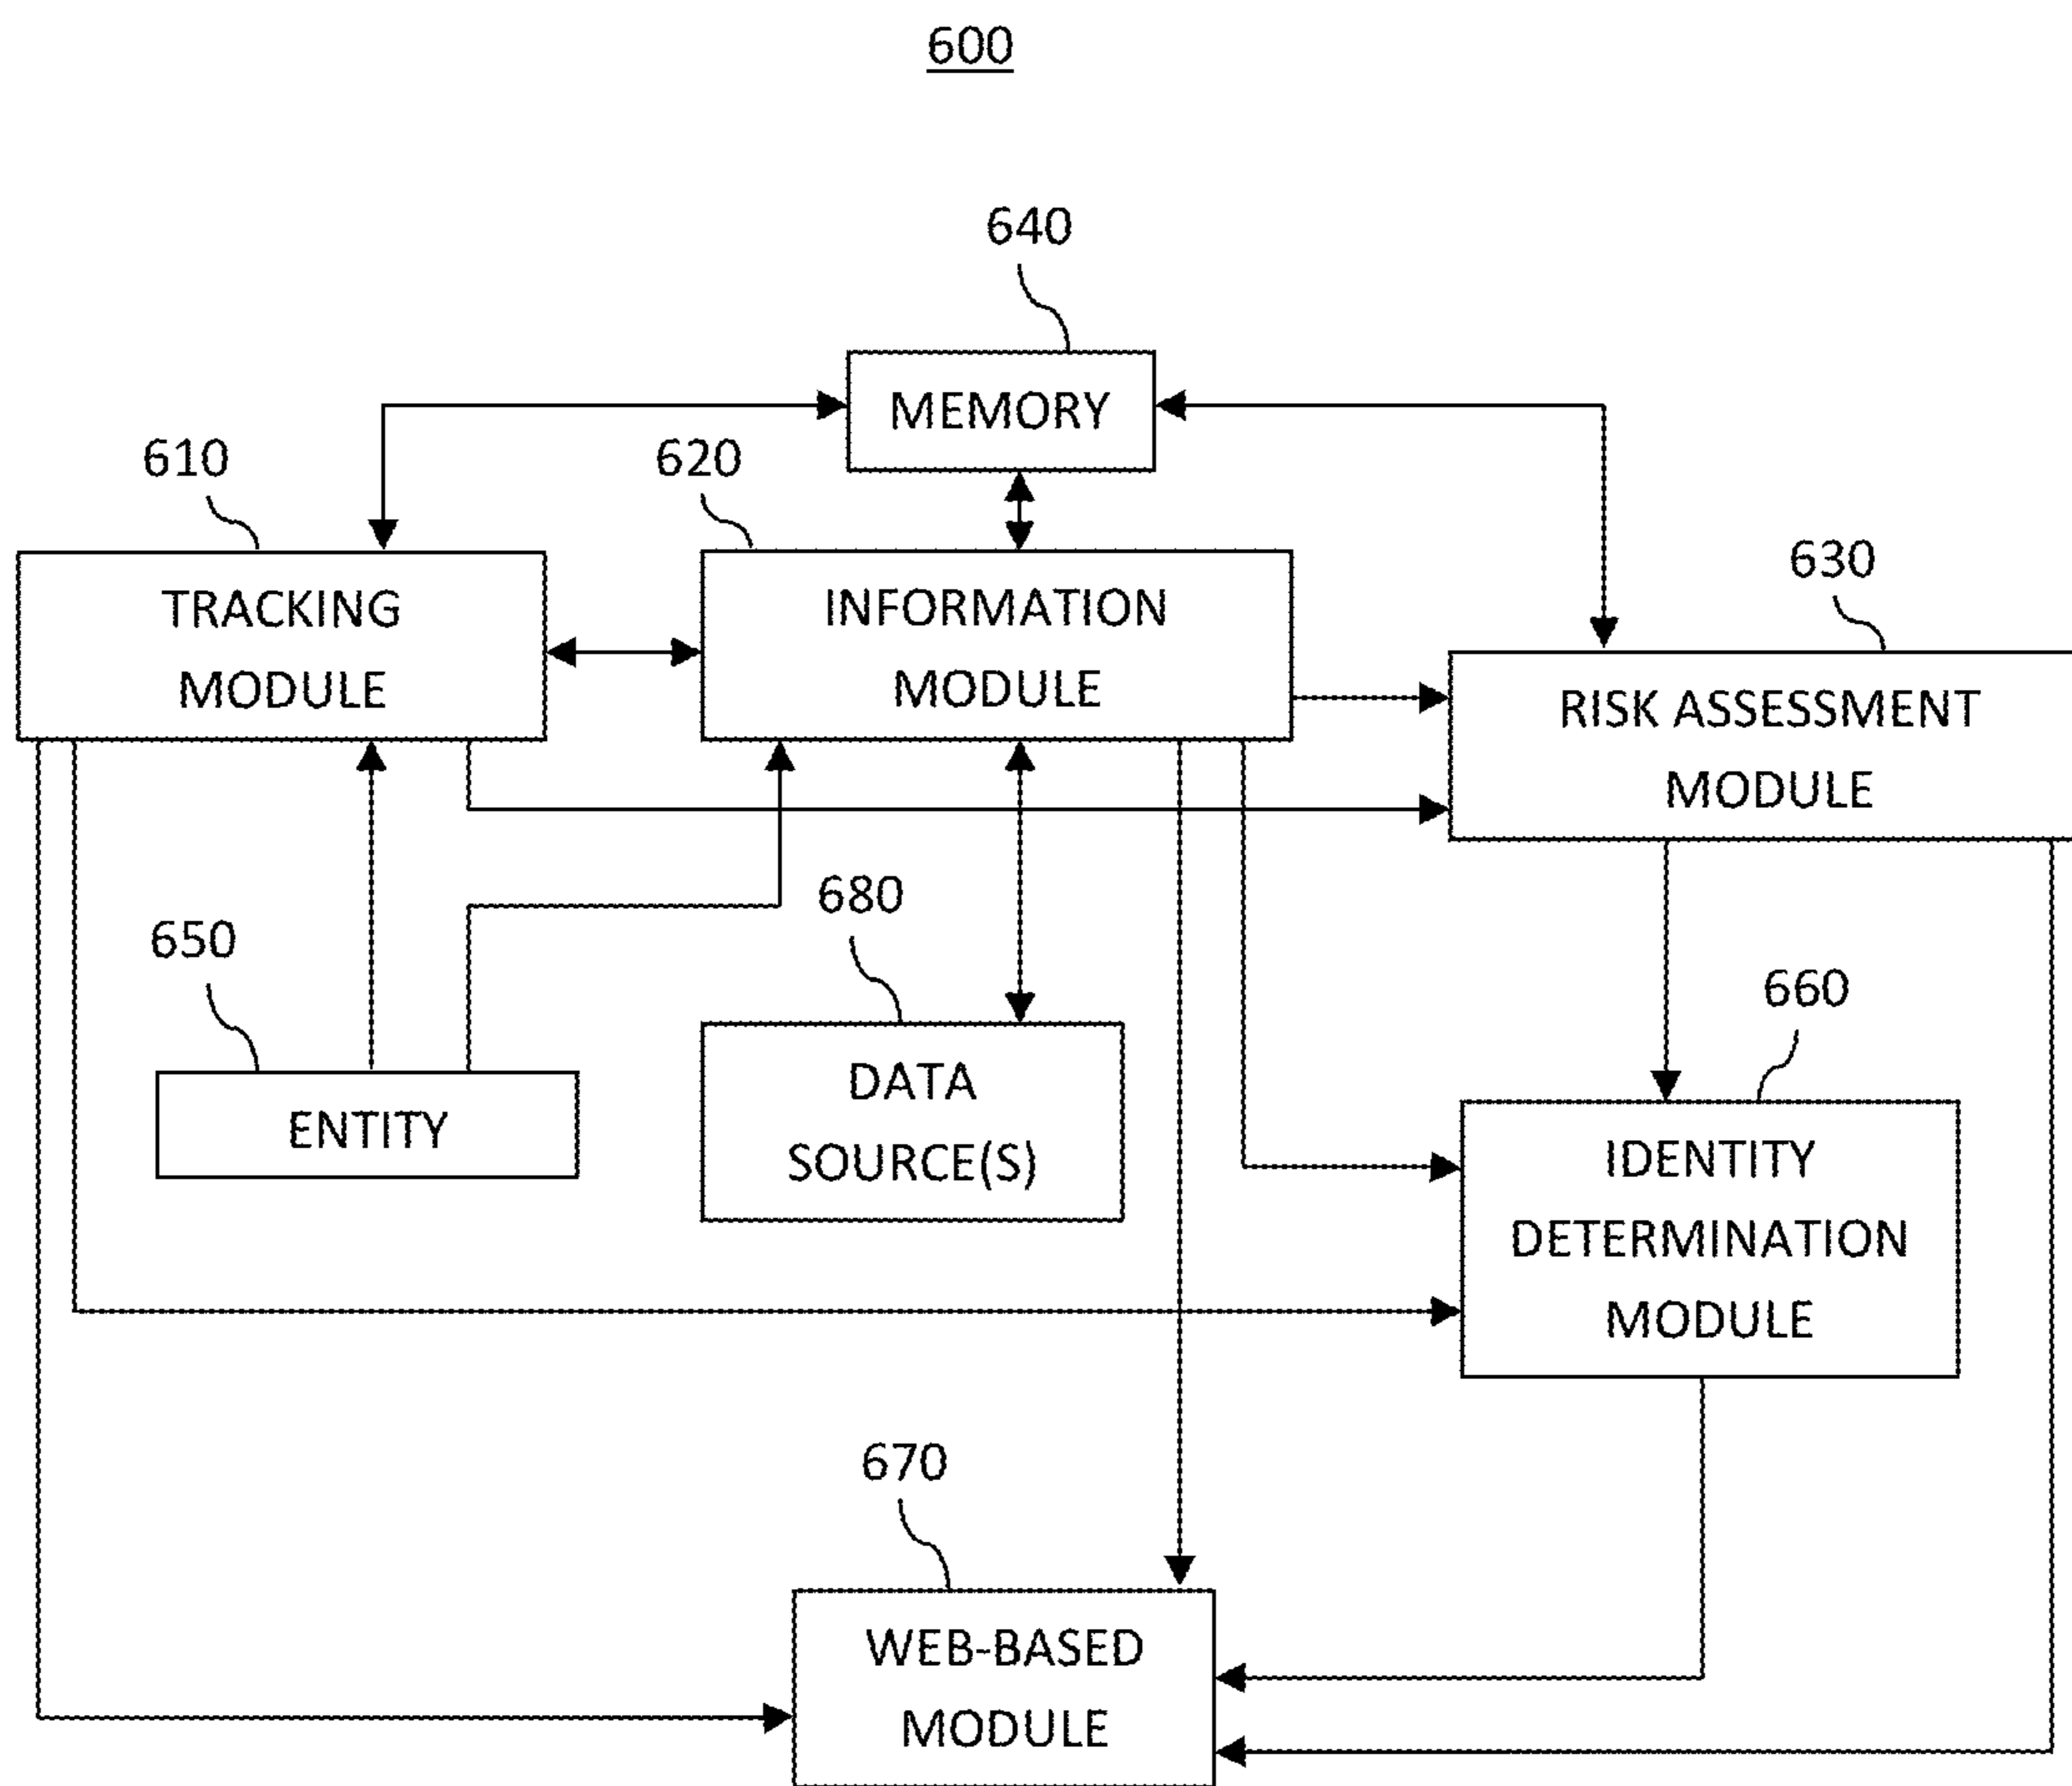 600
640
MEMORY
610
620
TRACKING
MODULE
INFORMATION
MODULE
630
RISK ASSESSMENT
MODULE
650
ENTITY
680
DATA
SOURCE(S)
660
IDENTITY
DETERMINATION
MODULE
670
WEB-BASED
MODULE